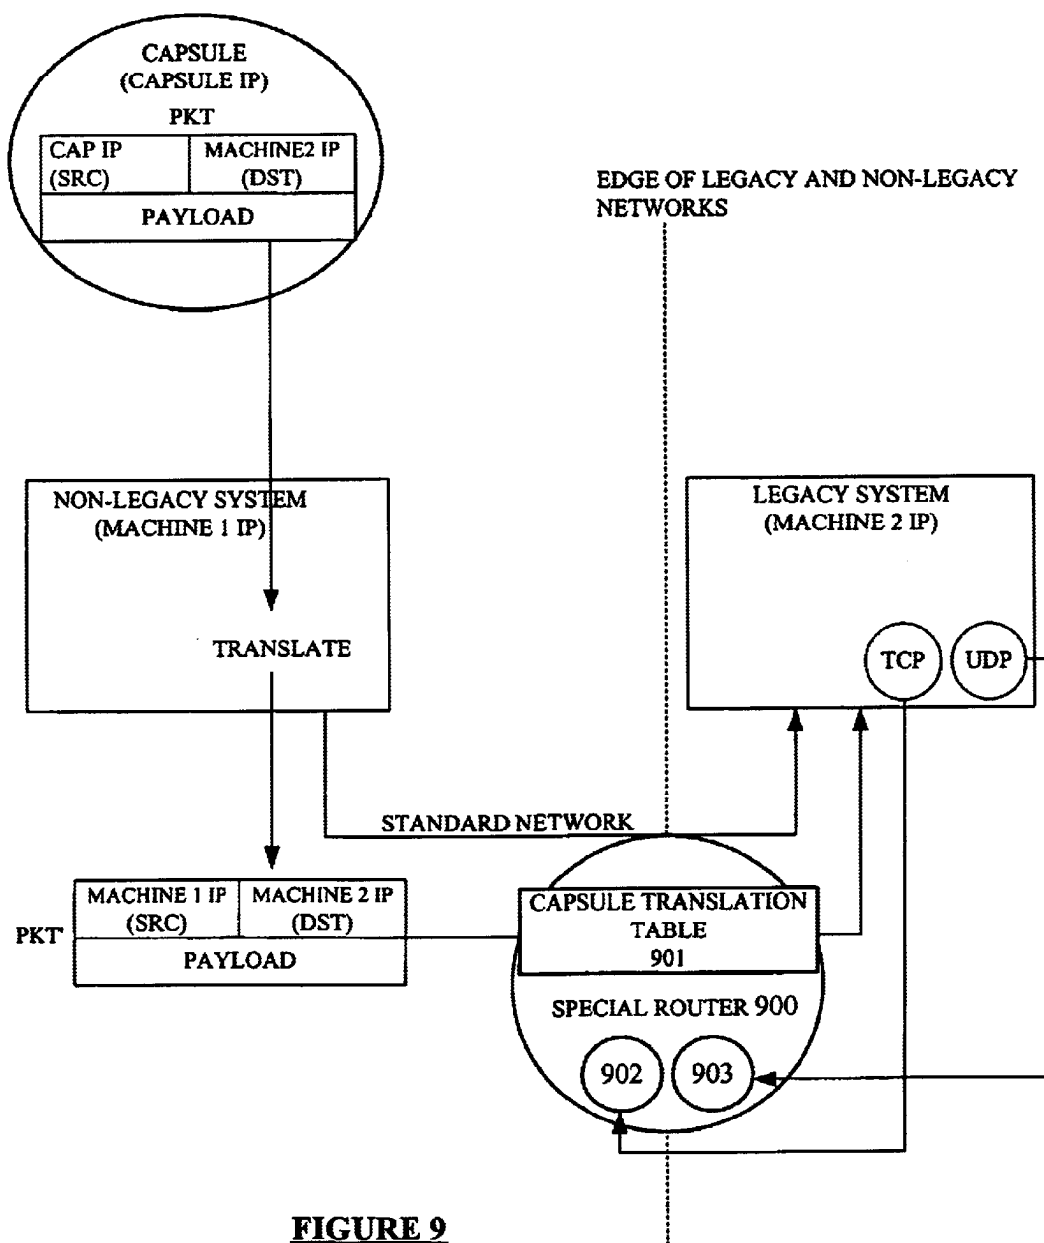 CAPSULE
(CAPSULE IP)
PKT
CAP IP
(SRC)
MACHINE2 IP
(DST)
PAYLOAD
EDGE OF LEGACY AND NON-LEGACY
NETWORKS
NON-LEGACY SYSTEM
(MACHINE 1 IP)
TRANSLATE
LEGACY SYSTEM
(MACHINE 2 IP)
TCP
UDP
STANDARD NETWORK
PKT'
MACHINE 1 IP
(SRC)
MACHINE 2 IP
(DST)
PAYLOAD
CAPSULE TRANSLATION
TABLE
901
SPECIAL ROUTER 900
902
903
FIGURE 9